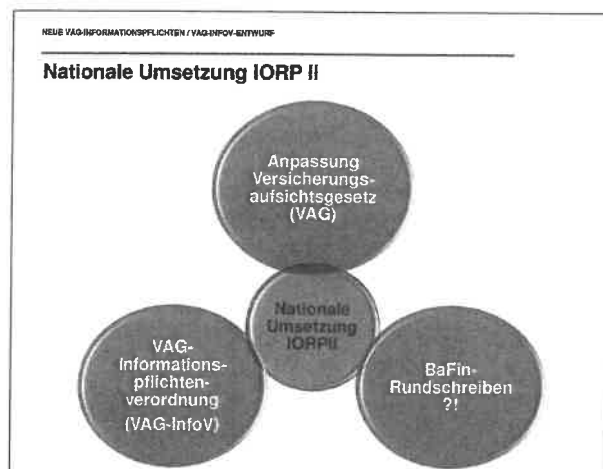 NEUE VAG-INFORMATIONSPFLICHTEN / VAG-INFOV-ENTWURF
Nationale Umsetzung IORP II
Anpassung
Versicherungs-
aufsichtsgesetz
(VAG)
Nationale
Umsetzung
IORPII
VAG-
Informations-
pflichten-
verordnung
(VAG-InfoV)
BaFin-
Rundschreiben
?!